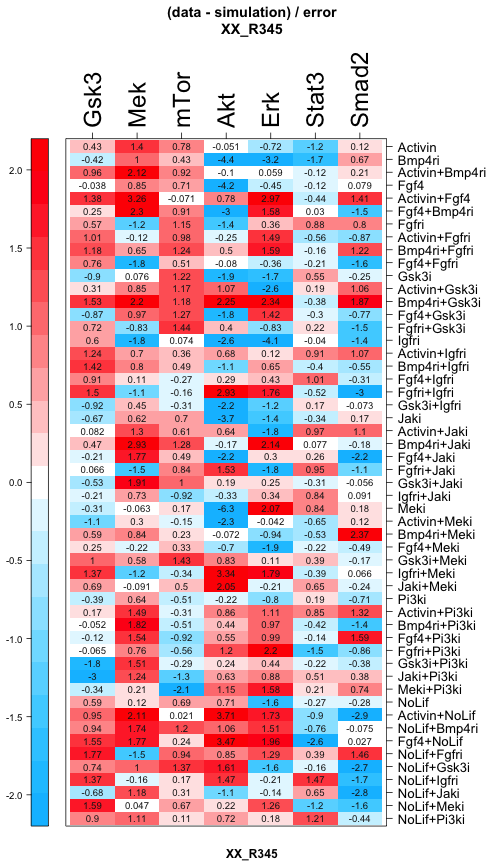 (data - simulation) / error
XX_R345
Gsk3 Mek mTor Akt Erk Stat3 Smad2
0.43 1.4 0.78 -0.051 -0.72 -1.2 0.12 Activin
-0.42 1 0.43 -4.4 -3.2 -1.7 0.67 Bmp4ri
0.96 2.12 0.92 -0.1 0.059 -0.12 0.21 Activin+Bmp4ri
-0.038 0.85 0.71 -4.2 -0.45 -0.12 0.079 Fgf4
1.38 3.26 -0.071 0.78 2.97 -0.44 1.41 Activin+Fgf4
0.25 2.3 0.91 -3 1.58 0.03 -1.5 Fgf4+Bmp4ri
0.57 -1.2 1.15 -1.4 0.36 0.88 0.8 Fgfri
1.01 -0.12 0.98 -0.25 1.49 -0.56 -0.87 Activin+Fgfri
1.18 0.65 1.24 0.5 1.59 -0.16 1.22 Bmp4ri+Fgfri
0.76 -1.8 0.51 -0.08 -0.36 -0.21 -1.6 Fgf4+Fgfri
-0.9 0.076 1.22 -1.9 -1.7 0.55 -0.25 Gsk3i
0.31 0.85 1.17 1.07 -2.6 0.19 1.06 Activin+Gsk3i
1.53 2.2 1.18 2.25 2.34 -0.38 1.87 Bmp4ri+Gsk3i
-0.87 0.97 1.27 -1.8 1.42 -0.3 -0.77 Fgf4+Gsk3i
0.72 -0.83 1.44 0.4 -0.83 0.22 -1.5 Fgfri+Gsk3i
0.6 -1.8 0.074 -2.6 -4.1 -0.04 -1.4 Igfri
1.24 0.7 0.36 0.68 0.12 0.91 1.07 Activin+Igfri
1.42 0.8 0.49 -1.1 0.65 -0.4 -0.55 Bmp4ri+Igfri
0.91 0.11 -0.27 0.29 0.43 1.01 -0.31 Fgf4+Igfri
1.5 -1.1 -0.16 2.93 1.76 -0.52 -3 Fgfri+Igfri
-0.92 0.45 -0.31 -2.2 -1.2 0.17 -0.073 Gsk3i+Igfri
-0.67 0.62 0.7 -3.7 -1.4 -0.34 0.17 Jaki
0.082 1.3 0.61 0.64 -1.8 0.97 1.1 Activin+Jaki
0.47 2.93 1.28 -0.17 2.14 0.077 -0.18 Bmp4ri+Jaki
-0.21 1.77 0.49 -2.2 0.3 0.26 -2.2 Fgf4+Jaki
0.066 -1.5 0.84 1.53 -1.8 0.95 -1.1 Fgfri+Jaki
-0.53 1.91 1 0.19 0.25 -0.31 -0.056 Gsk3i+Jaki
-0.21 0.73 -0.92 -0.33 0.34 0.84 0.091 Igfri+Jaki
-0.31 -0.063 0.17 -6.3 2.07 0.84 0.18 Meki
-1.1 0.3 -0.15 -2.3 -0.042 -0.65 0.12 Activin+Meki
0.59 0.84 0.23 -0.072 -0.94 -0.53 2.37 Bmp4ri+Meki
0.25 -0.22 0.33 -0.7 -1.9 -0.22 -0.49 Fgf4+Meki
1 0.58 1.43 0.83 0.11 0.39 -0.17 Gsk3i+Meki
1.37 -1.2 -0.34 3.34 1.79 -0.39 0.066 Igfri+Meki
0.69 -0.091 0.5 2.05 -0.21 0.65 -0.24 Jaki+Meki
-0.39 0.64 -0.51 -0.22 -0.8 0.19 -0.71 Pi3ki
0.17 1.49 -0.31 0.86 1.11 0.85 1.32 Activin+Pi3ki
-0.052 1.82 -0.51 0.44 0.97 -0.42 -1.4 Bmp4ri+Pi3ki
-0.12 1.54 -0.92 0.55 0.99 -0.14 1.59 Fgf4+Pi3ki
-0.065 0.76 -0.56 1.2 2.2 -1.5 -0.86 Fgfri+Pi3ki
-1.8 1.51 -0.29 0.24 0.44 -0.22 -0.38 Gsk3i+Pi3ki
-3 1.24 -1.3 0.63 0.88 0.51 0.38 Jaki+Pi3ki
-0.34 0.21 -2.1 1.15 1.58 0.21 0.74 Meki+Pi3ki
0.59 0.12 0.69 0.71 -1.6 -0.27 -0.28 NoLif
0.95 2.11 0.021 3.71 1.73 -0.9 -2.9 Activin+NoLif
0.94 1.74 1.2 1.06 1.51 -0.76 -0.075 NoLif+Bmp4ri
1.55 1.77 0.24 3.47 1.96 -2.6 0.027 Fgf4+NoLif
1.77 -1.5 0.94 0.85 1.29 0.39 1.46 NoLif+Fgfri
0.74 1 1.37 1.61 -1.6 -0.16 -2.7 NoLif+Gsk3i
1.37 -0.16 0.17 1.47 -0.21 1.47 -1.7 NoLif+Igfri
-0.68 1.18 0.31 -1.1 -0.14 0.65 -2.8 NoLif+Jaki
1.59 0.047 0.67 0.22 1.26 -1.2 -1.6 NoLif+Meki
0.9 1.11 0.11 0.72 0.18 1.21 -0.44 NoLif+Pi3ki
2.0
1.5
1.0
0.5
0.0
-0.5
-1.0
-1.5
-2.0
XX_R345